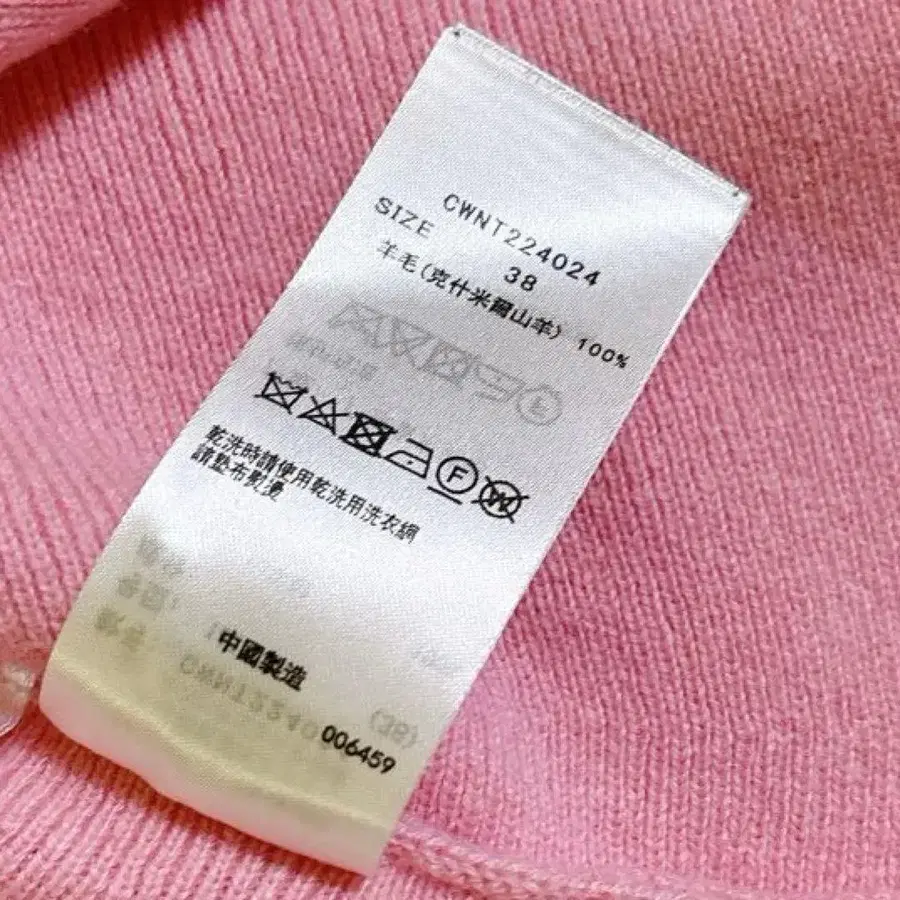 CWNT224024
SIZE 38
羊毛(克什米爾山羊) 100%
F W
乾洗時請使用乾洗用洗衣網
請墊布熨燙
中國製造
006459